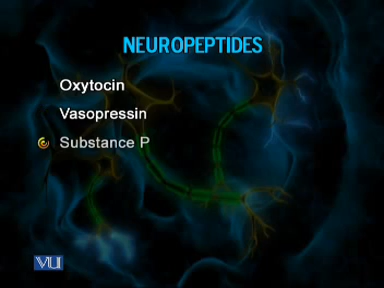 NEUROPEPTIDES
Oxytocin
Vasopressin
Substance P
VU